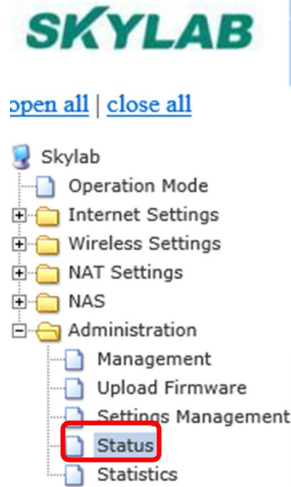 SKYLAB
open all | close all
Skylab
Operation Mode
Internet Settings
Wireless Settings
NAT Settings
NAS
Administration
Management
Upload Firmware
Settings Management
Status
Statistics